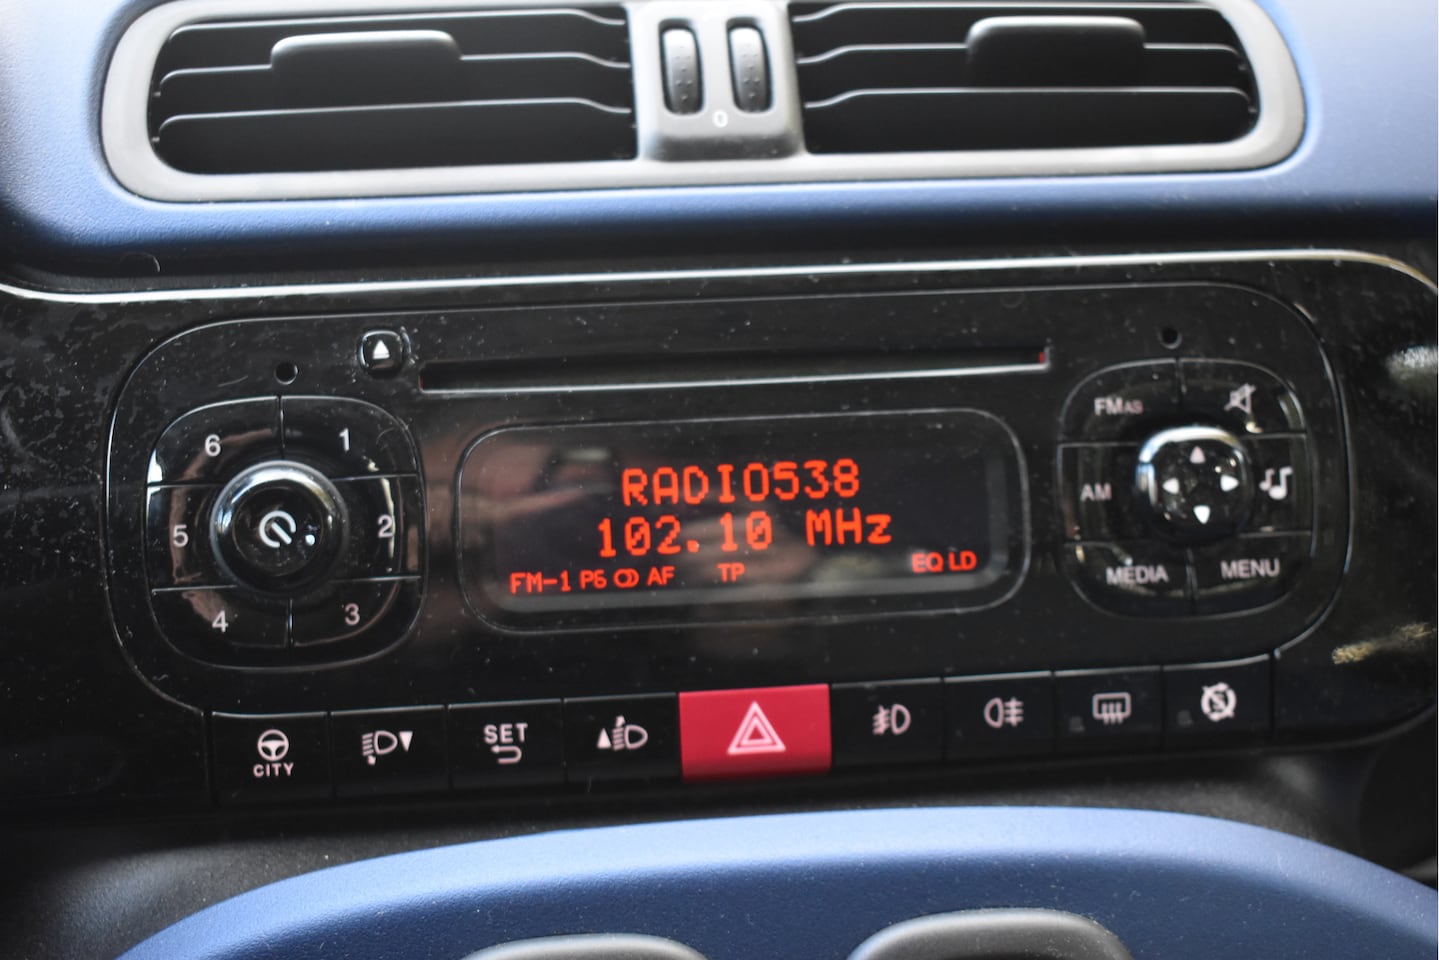 0
6
1
5
2
4
3
RADIO538
102.10 MHz
FM-1 P6 AF TP EQ LD
FMAS
AM
MEDIA
MENU
CITY
SET